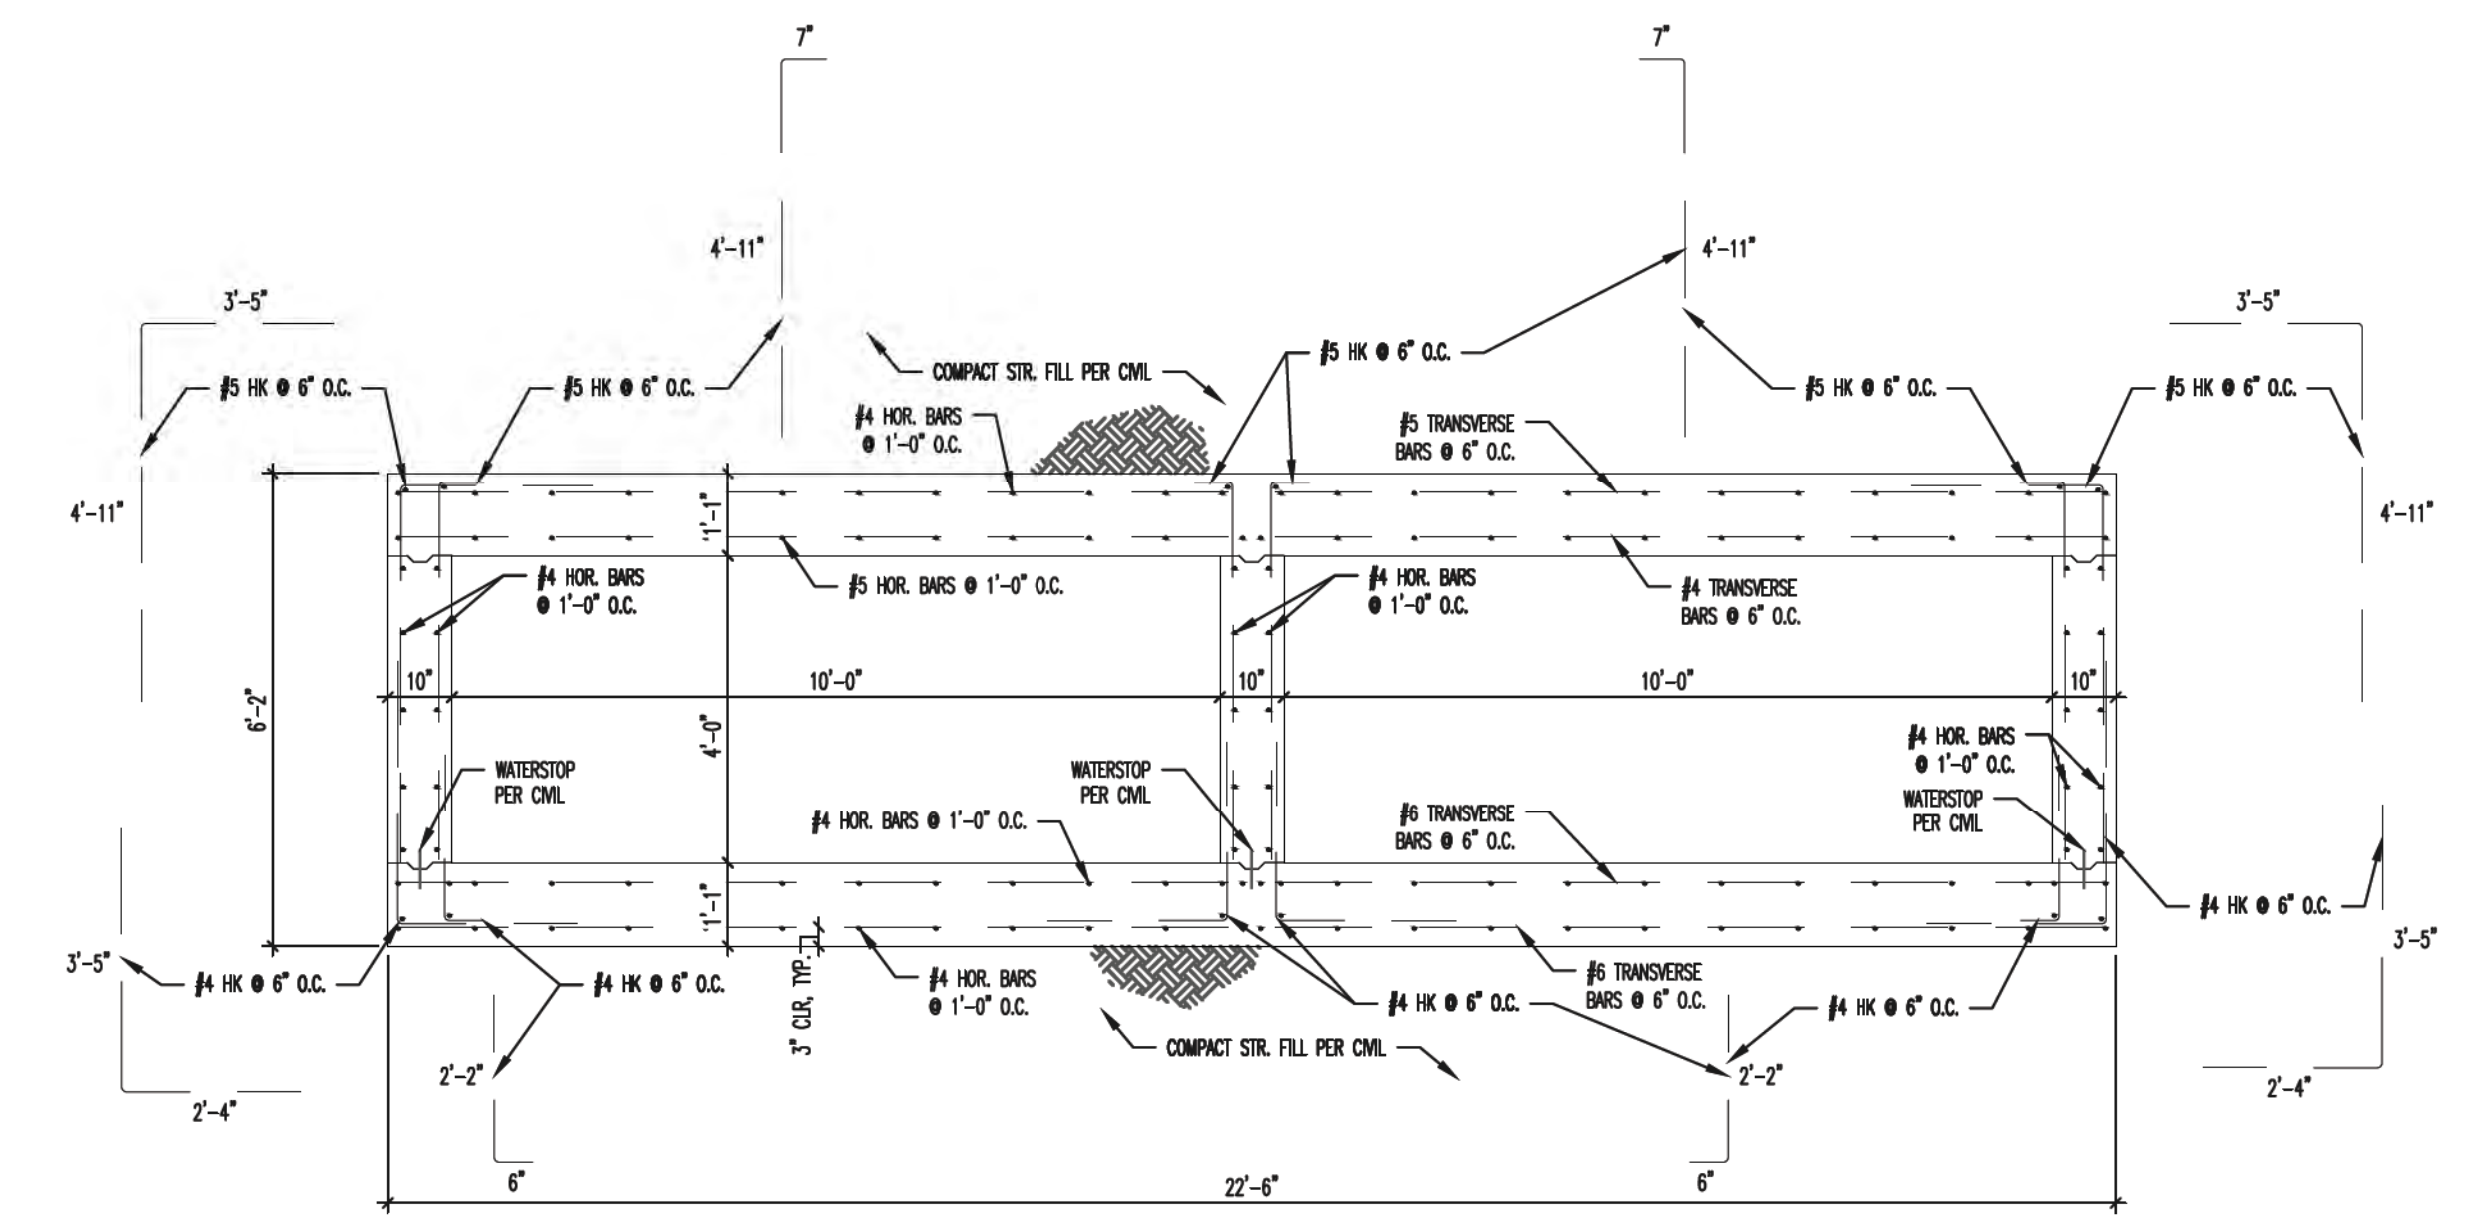 7"
7"
4'-11"
4'-11"
3'-5"
3'-5"
#5 HK @ 6" O.C.
#5 HK @ 6" O.C.
COMPACT STR. FILL PER CIVIL
#5 HK @ 6" O.C.
#5 HK @ 6" O.C.
#5 HK @ 6" O.C.
#4 HOR. BARS
@ 1'-0" O.C.
#5 TRANSVERSE
BARS @ 6" O.C.
4'-11"
1'-1"
4'-11"
#4 HOR. BARS
@ 1'-0" O.C.
#5 HOR. BARS @ 1'-0" O.C.
#4 HOR. BARS
@ 1'-0" O.C.
#4 TRANSVERSE
BARS @ 6" O.C.
6'-2"
10"
10'-0"
10"
10'-0"
10"
4'-0"
WATERSTOP
PER CIVIL
WATERSTOP
PER CIVIL
#4 HOR. BARS
@ 1'-0" O.C.
WATERSTOP
PER CIVIL
#4 HOR. BARS @ 1'-0" O.C.
#6 TRANSVERSE
BARS @ 6" O.C.
1'-1"
#4 HK @ 6" O.C.
3'-5"
3'-5"
#4 HK @ 6" O.C.
#4 HK @ 6" O.C.
3" CLR, TYP.
#4 HOR. BARS
@ 1'-0" O.C.
#4 HK @ 6" O.C.
#6 TRANSVERSE
BARS @ 6" O.C.
#4 HK @ 6" O.C.
COMPACT STR. FILL PER CIVIL
2'-2"
2'-2"
2'-4"
2'-4"
6"
22'-6"
6"